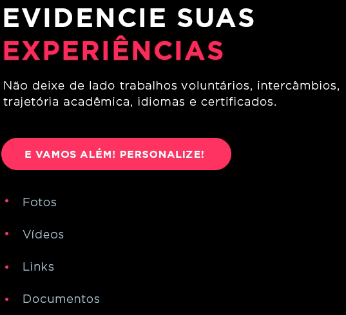 EVIDENCIE SUAS
EXPERIÊNCIAS
Não deixe de lado trabalhos voluntários, intercâmbios,
trajetória acadêmica, idiomas e certificados.
E VAMOS ALÉM! PERSONALIZE!
• Fotos
• Vídeos
• Links
• Documentos